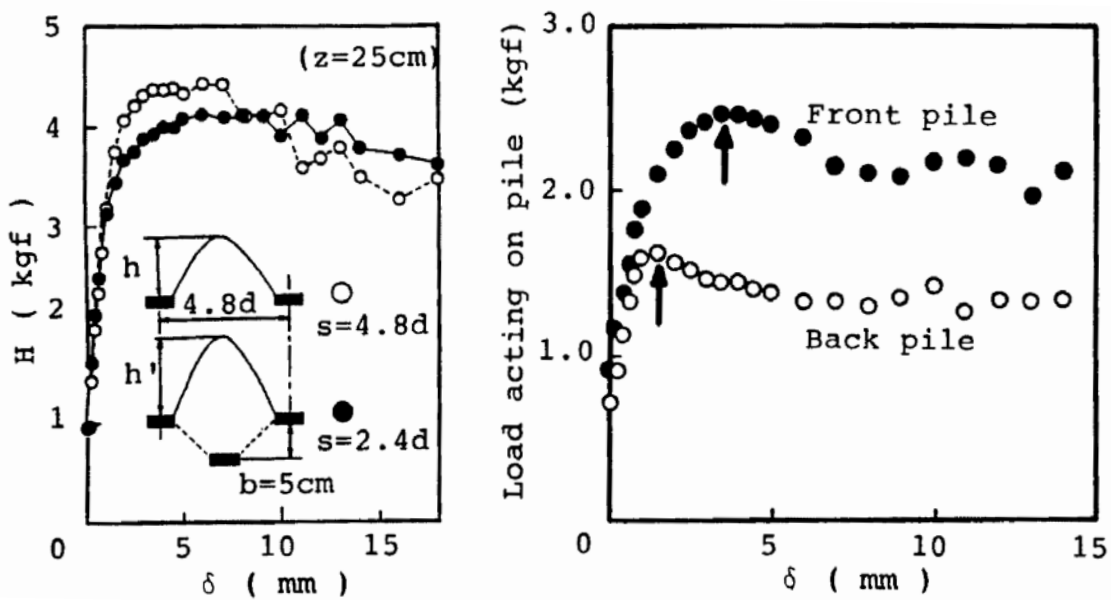 5
4
3
2
1
0
5
10
15
H ( kgf )
δ ( mm )
(z=25cm)
h
4.8d
s=4.8d
h'
s=2.4d
b=5cm
3.0
2.0
1.0
0
5
10
15
Load acting on pile (kgf)
δ ( mm )
Front pile
Back pile